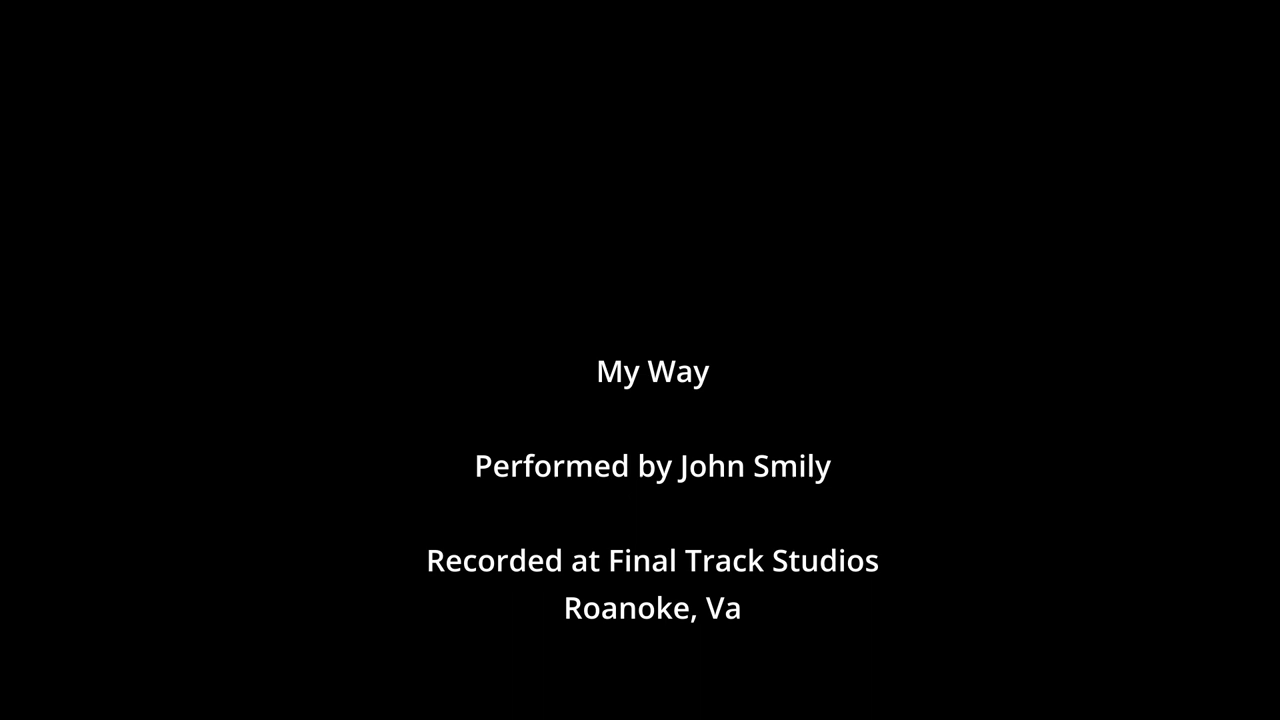 My Way
Performed by John Smily
Recorded at Final Track Studios
Roanoke, Va